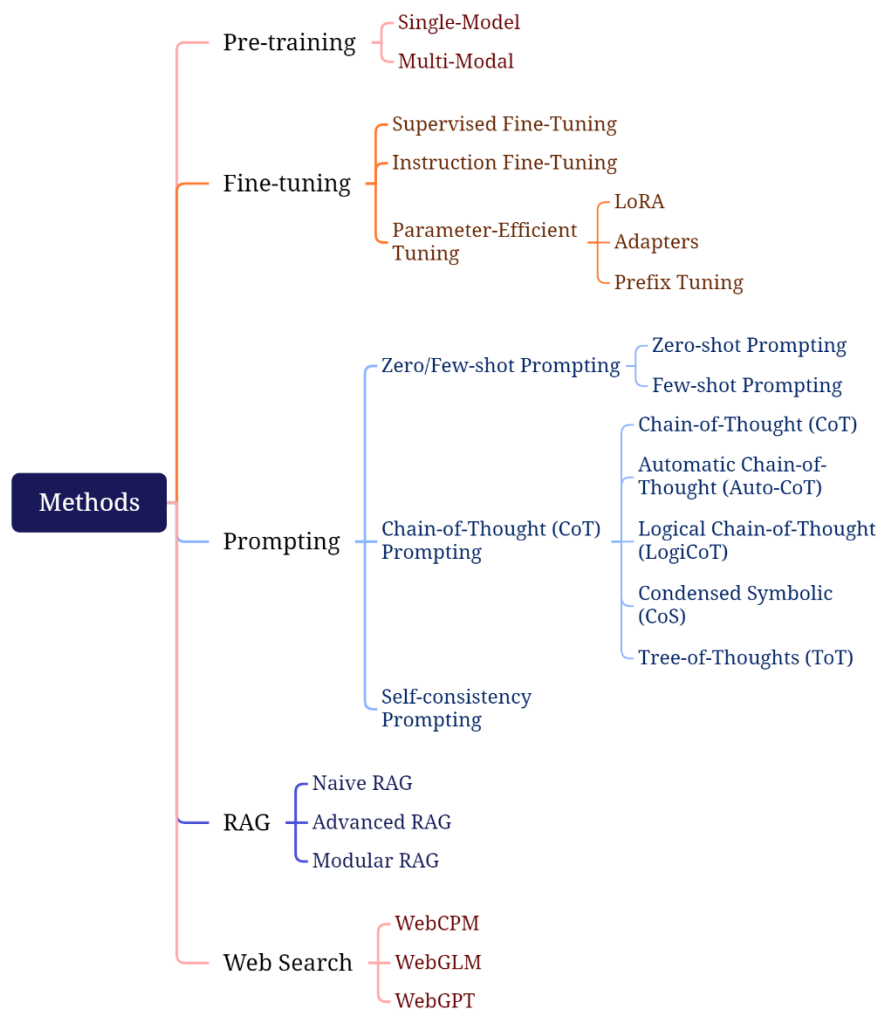 Pre-training
Single-Model
Multi-Modal
Fine-tuning
Supervised Fine-Tuning
Instruction Fine-Tuning
Parameter-Efficient
Tuning
LoRA
Adapters
Prefix Tuning
Methods
Prompting
Zero/Few-shot Prompting
Zero-shot Prompting
Few-shot Prompting
Chain-of-Thought (CoT)
Prompting
Chain-of-Thought (CoT)
Automatic Chain-of-
Thought (Auto-CoT)
Logical Chain-of-Thought
(LogiCoT)
Condensed Symbolic
(CoS)
Tree-of-Thoughts (ToT)
Self-consistency
Prompting
RAG
Naive RAG
Advanced RAG
Modular RAG
Web Search
WebCPM
WebGLM
WebGPT